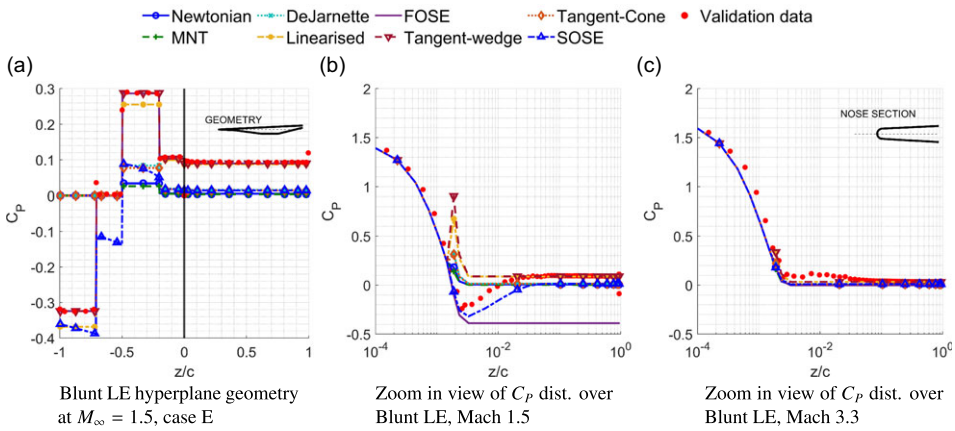 Newtonian DeJarnette FOSE Tangent-Cone Validation data
MNT Linearised Tangent-wedge SOSE
(a) (b) (c)
0.3
0.2
0.1
0
-0.1
-0.2
-0.3
-0.4
C_P
GEOMETRY
-1 -0.5 0 0.5 1
z/c
2
1.5
1
0.5
0
-0.5
C_P
10^-4 10^-2 10^0
z/c
2
1.5
1
0.5
0
-0.5
C_P
NOSE SECTION
10^-4 10^-2 10^0
z/c
Blunt LE hyperplane geometry
at M∞ = 1.5, case E
Zoom in view of C_P dist. over
Blunt LE, Mach 1.5
Zoom in view of C_P dist. over
Blunt LE, Mach 3.3